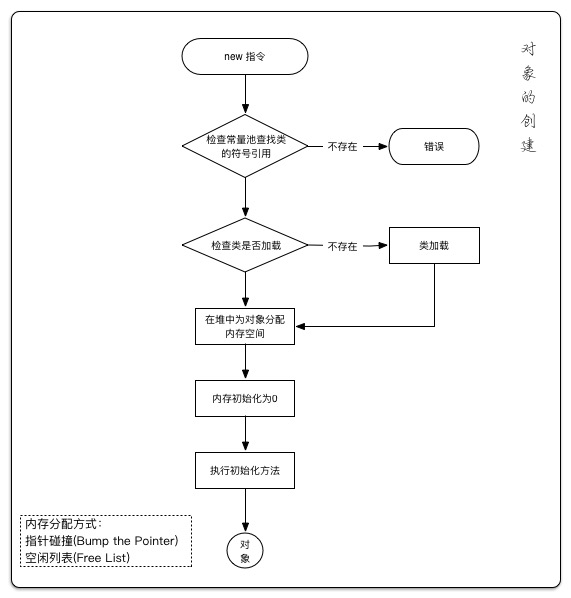 对象的创建
new 指令
检查常量池查找类
的符号引用
不存在
错误
检查类是否加载
不存在
类加载
在堆中为对象分配
内存空间
内存初始化为0
执行初始化方法
对
象
内存分配方式：
指针碰撞(Bump the Pointer)
空闲列表(Free List)